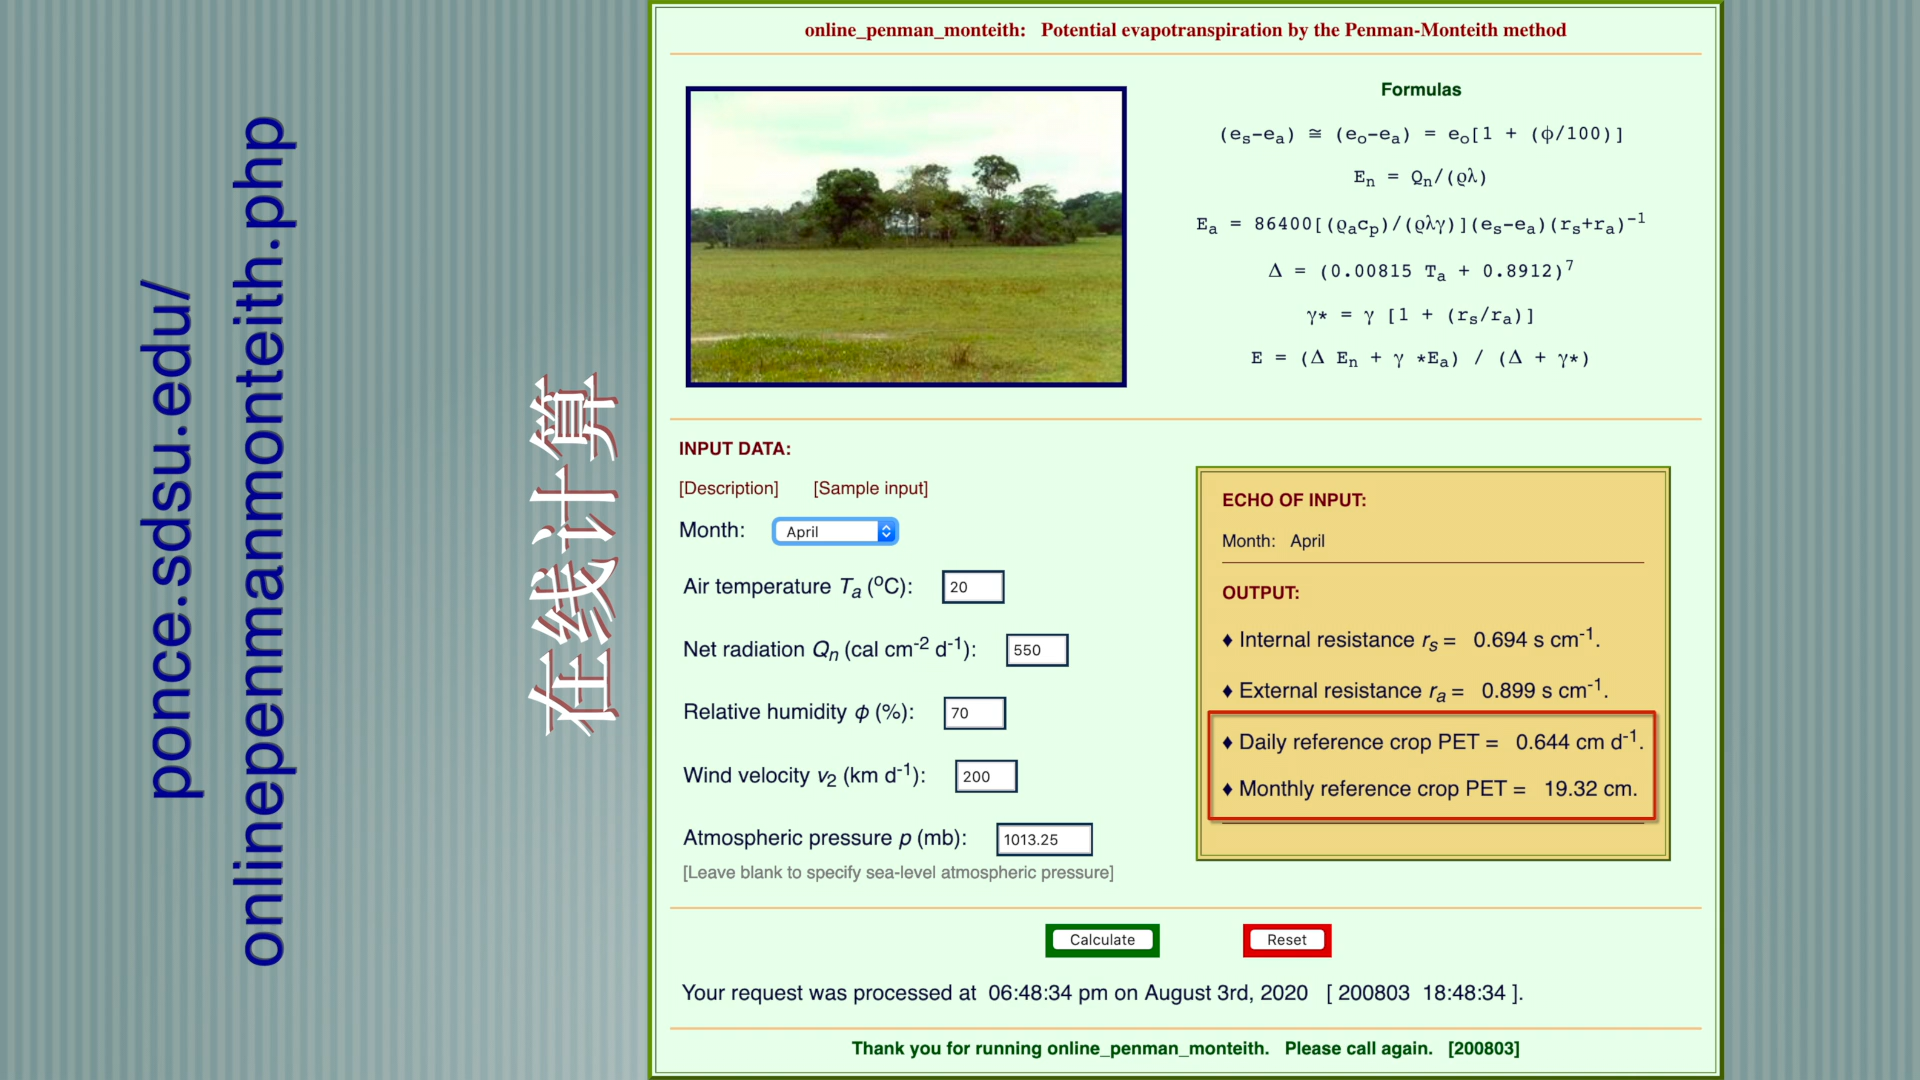 ponce.sdsu.edu/
onlinepenmanmonteith.php
在线计算
online_penman_monteith: Potential evapotranspiration by the Penman-Monteith method
Formulas
(eₛ-eₐ) ≅ (eₒ-eₐ) = eₒ[1 + (ϕ/100)]
Eₙ = Qₙ/(ϱλ)
Eₐ = 86400[(ϱₐcₚ)/(ϱλγ)](eₛ-eₐ)(rₛ+rₐ)⁻¹
Δ = (0.00815 Tₐ + 0.8912)⁷
γ* = γ [1 + (rₛ/rₐ)]
E = (Δ Eₙ + γ *Eₐ) / (Δ + γ*)
INPUT DATA:
[Description] [Sample input]
Month: April
Air temperature Tₐ (°C): 20
Net radiation Qₙ (cal cm⁻² d⁻¹): 550
Relative humidity ϕ (%): 70
Wind velocity v₂ (km d⁻¹): 200
Atmospheric pressure p (mb): 1013.25
[Leave blank to specify sea-level atmospheric pressure]
ECHO OF INPUT:
Month: April
OUTPUT:
♦ Internal resistance rₛ = 0.694 s cm⁻¹.
♦ External resistance rₐ = 0.899 s cm⁻¹.
♦ Daily reference crop PET = 0.644 cm d⁻¹.
♦ Monthly reference crop PET = 19.32 cm.
Calculate Reset
Your request was processed at 06:48:34 pm on August 3rd, 2020 [ 200803 18:48:34 ].
Thank you for running online_penman_monteith. Please call again. [200803]